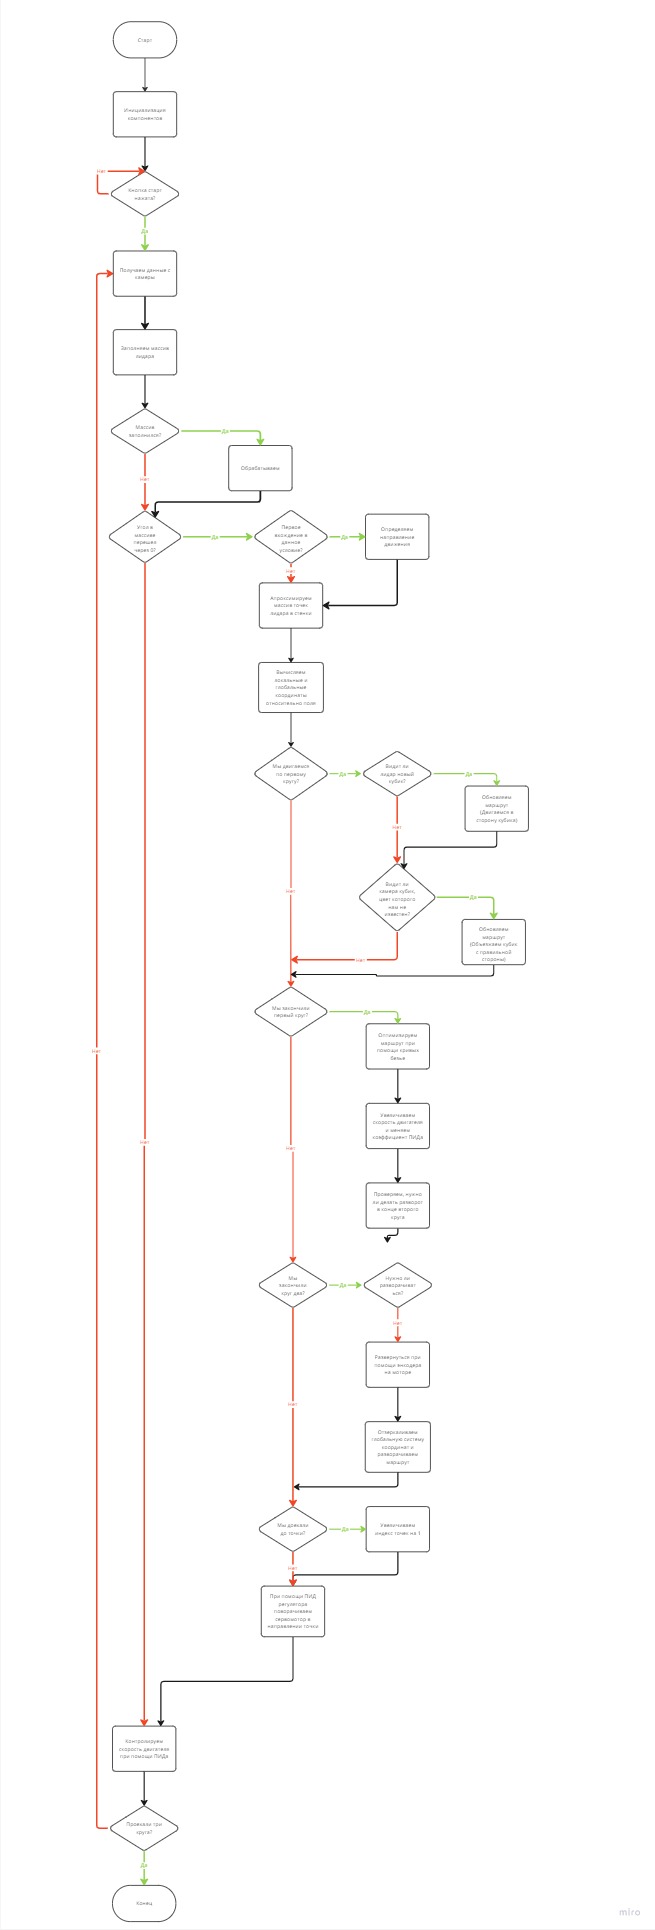 Старт
Инициализация
компонентов
Нет
Кнопка старт
нажата?
Да
Получаем данные с
камеры
Заполняем массив
лидара
Массив
заполнился?
Да
Обрабатываем
Нет
Угол в
массиве
перешел
через 0?
Да
Первое
вхождение в
данное
условие?
Да
Определяем
направление
движения
Нет
Апроксимируем
массив точек
лидара в стенки
Вычисляем
локальные и
глобальные
координаты
относительно поля
Мы двигаемся
по первому
кругу?
Да
Видит ли
лидар новый
кубик?
Да
Обновляем
маршрут
(Двигаемся в
сторону кубика)
Нет
Нет
Видит ли
камера кубик,
цвет которого
нам не
известен?
Да
Обновляем
маршрут
(Объезжаем кубик
с правильной
стороны)
Нет
Мы закончили
первый круг?
Да
Оптимизируем
маршрут при
помощи кривых
безье
Нет
Увеличиваем
скорость двигателя
и меняем
коэффициент ПИДа
Нет
Нет
Проверяем, нужно
ли делать разворот
в конце второго
круга
Мы
закончили
круг два?
Да
Нужно ли
разворачиват
ься?
Нет
Развернуться при
помощи енкодера
на моторе
Нет
Отзеркаливаем
глобальную систему
координат и
разворачиваем
маршрут
Мы доехали
до точки?
Да
Увеличиваем
индекс точек на 1
Нет
При помощи ПИД
регулятора
поворачиваем
сервомотор в
направлении точки
Контролируем
скорость двигателя
при помощи ПИДа
Проехали три
круга?
Да
Конец
miro